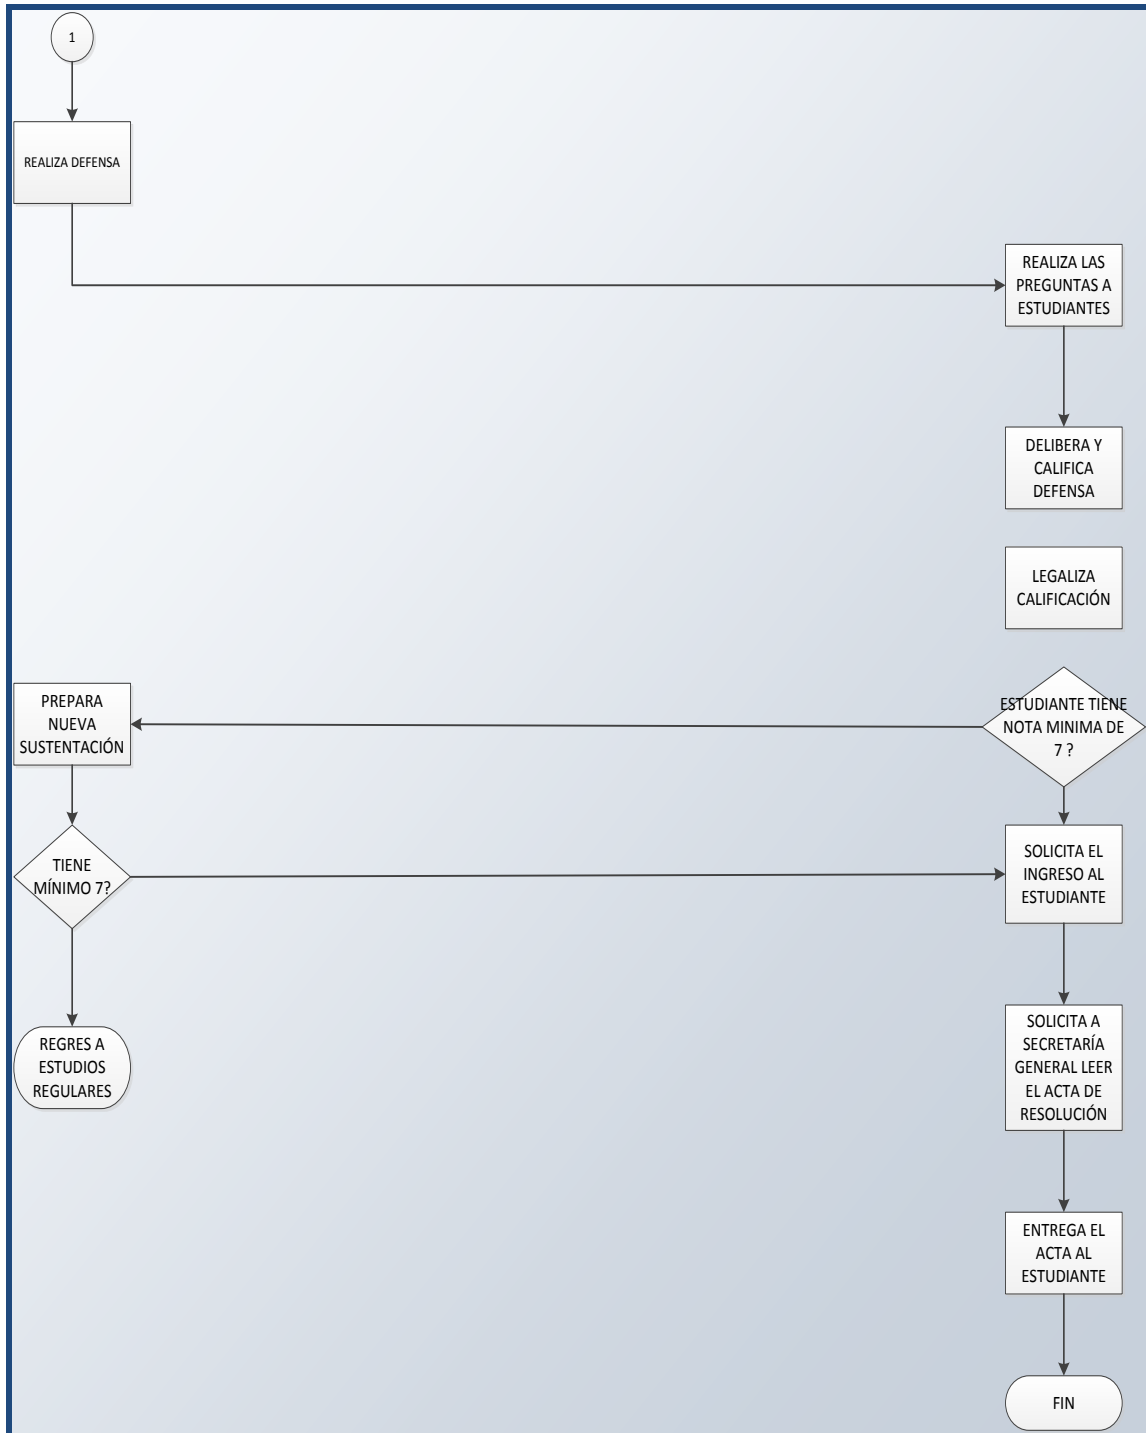 1
REALIZA DEFENSA
REALIZA LAS
PREGUNTAS A
ESTUDIANTES
DELIBERA Y
CALIFICA
DEFENSA
LEGALIZA
CALIFICACIÓN
ESTUDIANTE TIENE
NOTA MINIMA DE
7 ?
PREPARA
NUEVA
SUSTENTACIÓN
TIENE
MÍNIMO 7?
SOLICITA EL
INGRESO AL
ESTUDIANTE
REGRES A
ESTUDIOS
REGULARES
SOLICITA A
SECRETARÍA
GENERAL LEER
EL ACTA DE
RESOLUCIÓN
ENTREGA EL
ACTA AL
ESTUDIANTE
FIN